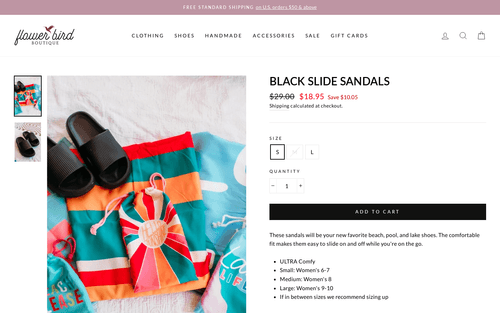 FREE STANDARD SHIPPING on U.S. orders $50 & above
flower bird
BOUTIQUE
CLOTHING SHOES HANDMADE ACCESSORIES SALE GIFT CARDS
BLACK SLIDE SANDALS
$29.00 $18.95 Save $10.05
Shipping calculated at checkout.
SIZE
S L
QUANTITY
− 1 +
ADD TO CART
These sandals will be your new favorite beach, pool, and lake shoes. The comfortable
fit makes them easy to slide on and off while you're on the go.
ULTRA Comfy
Small: Women's 6-7
Medium: Women's 8
Large: Women's 9-10
If in between sizes we recommend sizing up
EASE
LIFE